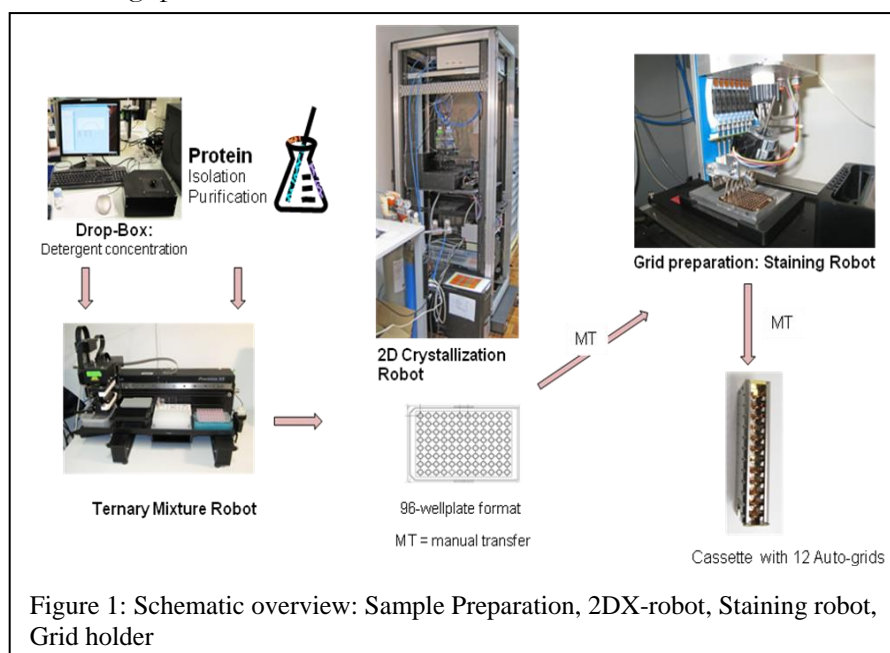 Protein
Isolation
Purification
Drop-Box:
Detergent concentration
Ternary Mixture Robot
2D Crystallization
Robot
96-wellplate format
MT = manual transfer
MT
Grid preparation: Staining Robot
MT
Cassette with 12 Auto-grids
Figure 1: Schematic overview: Sample Preparation, 2DX-robot, Staining robot,
Grid holder